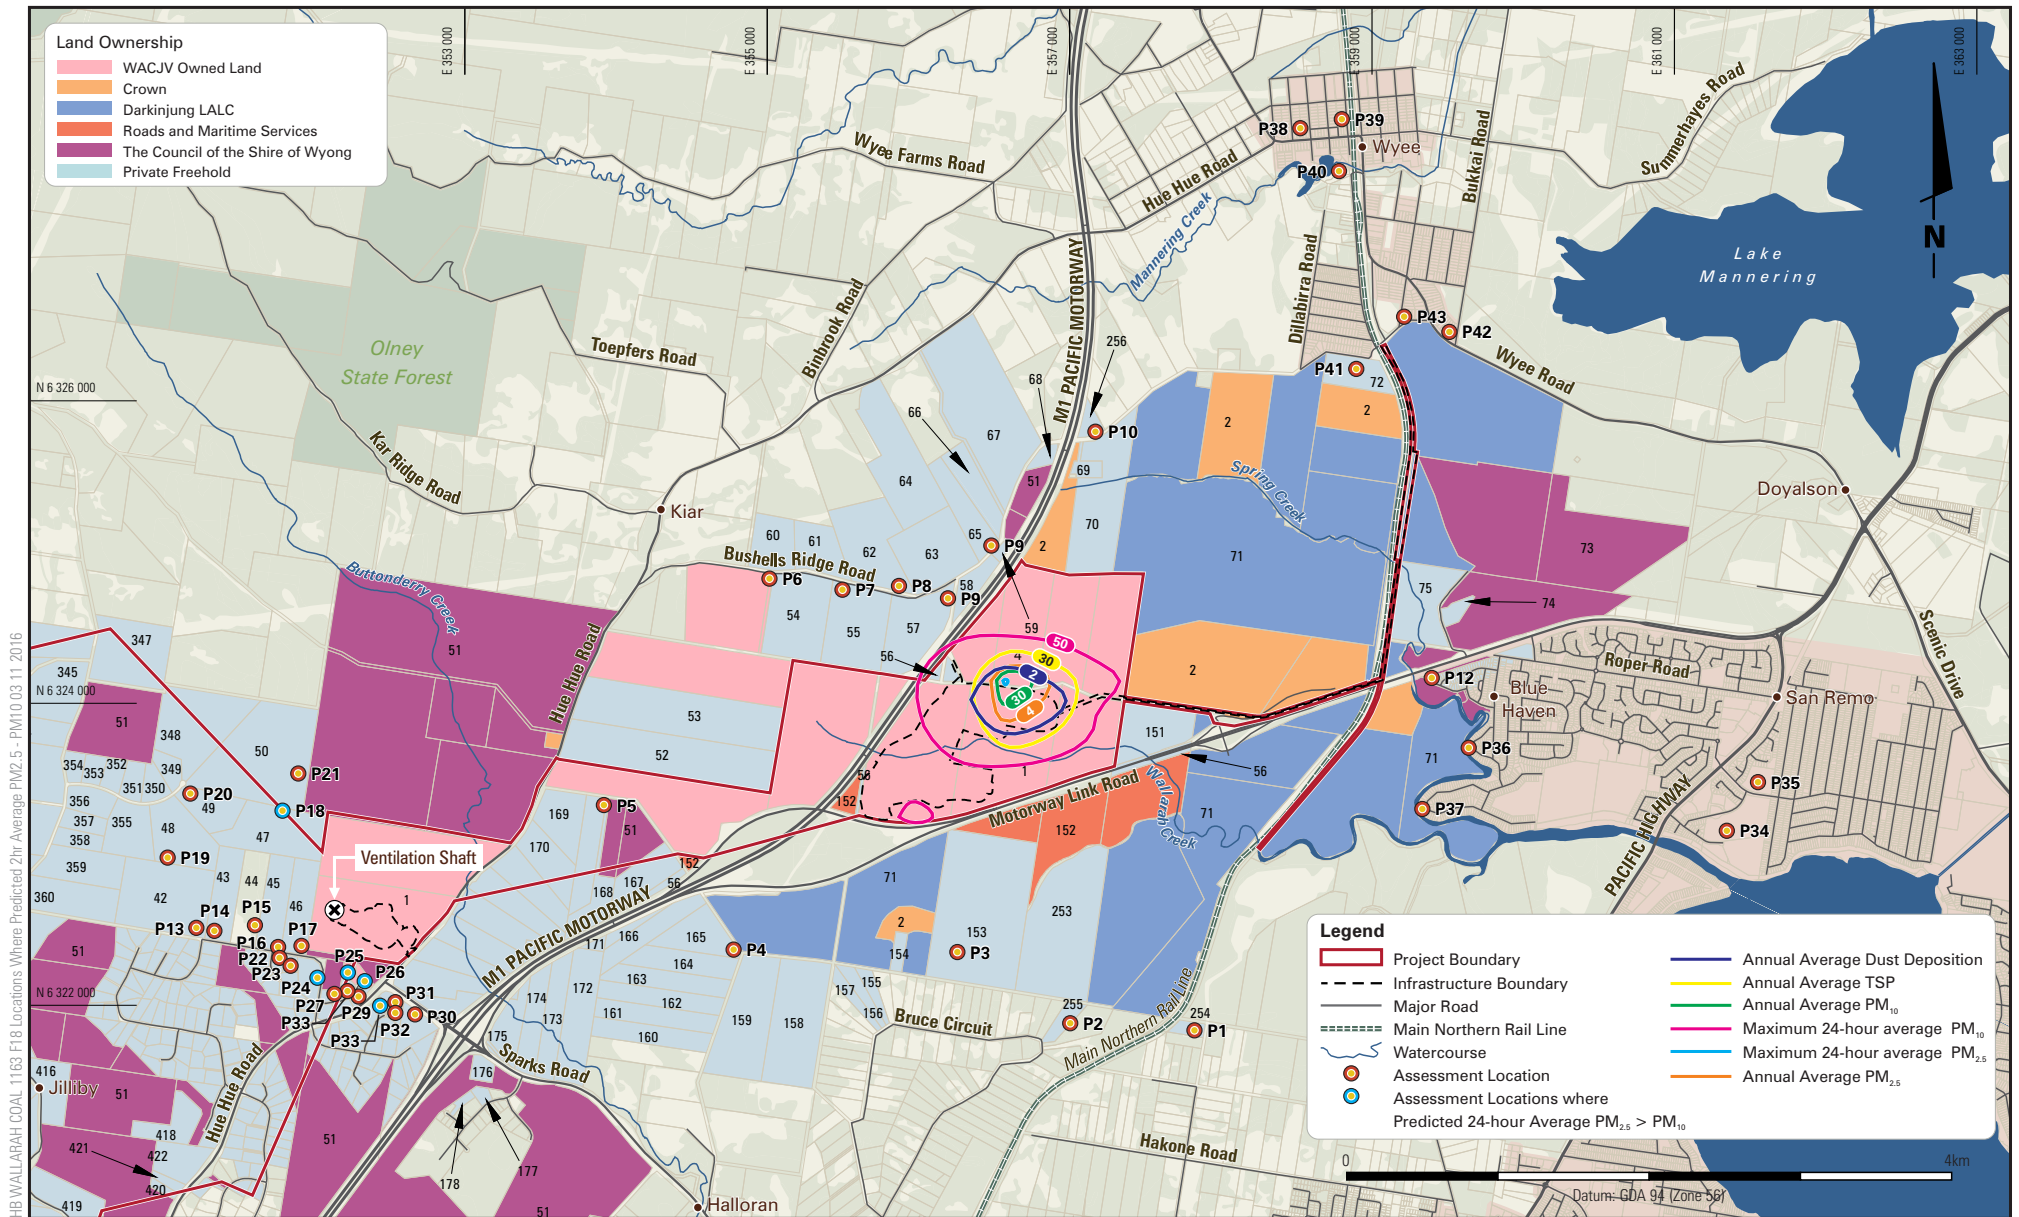 Land Ownership
WACJV Owned Land
Crown
Darkinjung LALC
Roads and Maritime Services
The Council of the Shire of Wyong
Private Freehold
E 353 000
E 355 000
E 357 000
E 359 000
E 361 000
E 363 000
N 6 326 000
N 6 324 000
N 6 322 000
Wyee Farms Road
Hue Hue Road
Mannering Creek
M1 PACIFIC MOTORWAY
Binbrook Road
Toepfers Road
Olney
State Forest
Kar Ridge Road
Kiar
Buttonderry Creek
Bushells Ridge Road
Hue Hue Road
P38
P39
Wyee
P40
Bukkai Road
Summerhayes Road
Dillabirra Road
Lake
Mannering
N
P43
P42
Wyee Road
P41
72
2
2
256
68
66
67
P10
69
51
64
70
2
65
P9
Spring Creek
71
Doyalson
73
74
75
Scenic Drive
60
61
62
63
58
P6
P7
P8
P9
54
55
57
56
59
50
4
30
2
30
4
1
2
P12
Blue
Haven
Roper Road
San Remo
P36
P35
P34
P37
71
PACIFIC HIGHWAY
151
56
71
Wallarah
Creek
Motorway Link Road
152
152
56
53
52
51
347
345
51
348
50
349
354
353
352
351
350
P21
P20
49
P18
356
357
355
358
48
47
359
P19
360
42
43
44
45
46
Ventilation Shaft
1
169
170
P5
51
168
167
152
56
M1 PACIFIC MOTORWAY
P13
P14
P15
P16
P17
P22
P23
P24
P25
P26
P27
P29
P31
P30
P32
P33
P33
51
71
2
154
153
253
P3
P4
165
166
171
164
163
172
162
174
173
161
160
159
158
157
155
156
175
Bruce Circuit
255
P2
254
P1
Main Northern Rail Line
Sparks Road
176
177
178
51
51
51
416
Jilliby
418
421
422
420
419
Hue Hue Road
Halloran
Hakone Road
Legend
Project Boundary
Infrastructure Boundary
Major Road
Main Northern Rail Line
Watercourse
Assessment Location
Assessment Locations where
Predicted 24-hour Average PM2.5 > PM10
Annual Average Dust Deposition
Annual Average TSP
Annual Average PM10
Maximum 24-hour average PM10
Maximum 24-hour average PM2.5
Annual Average PM2.5
0
4km
Datum: GDA 94 (Zone 56)
HB WALLARAH COAL 1163 F18 Locations Where Predicted 2hr Average PM2.5 - PM10 03 11 2016